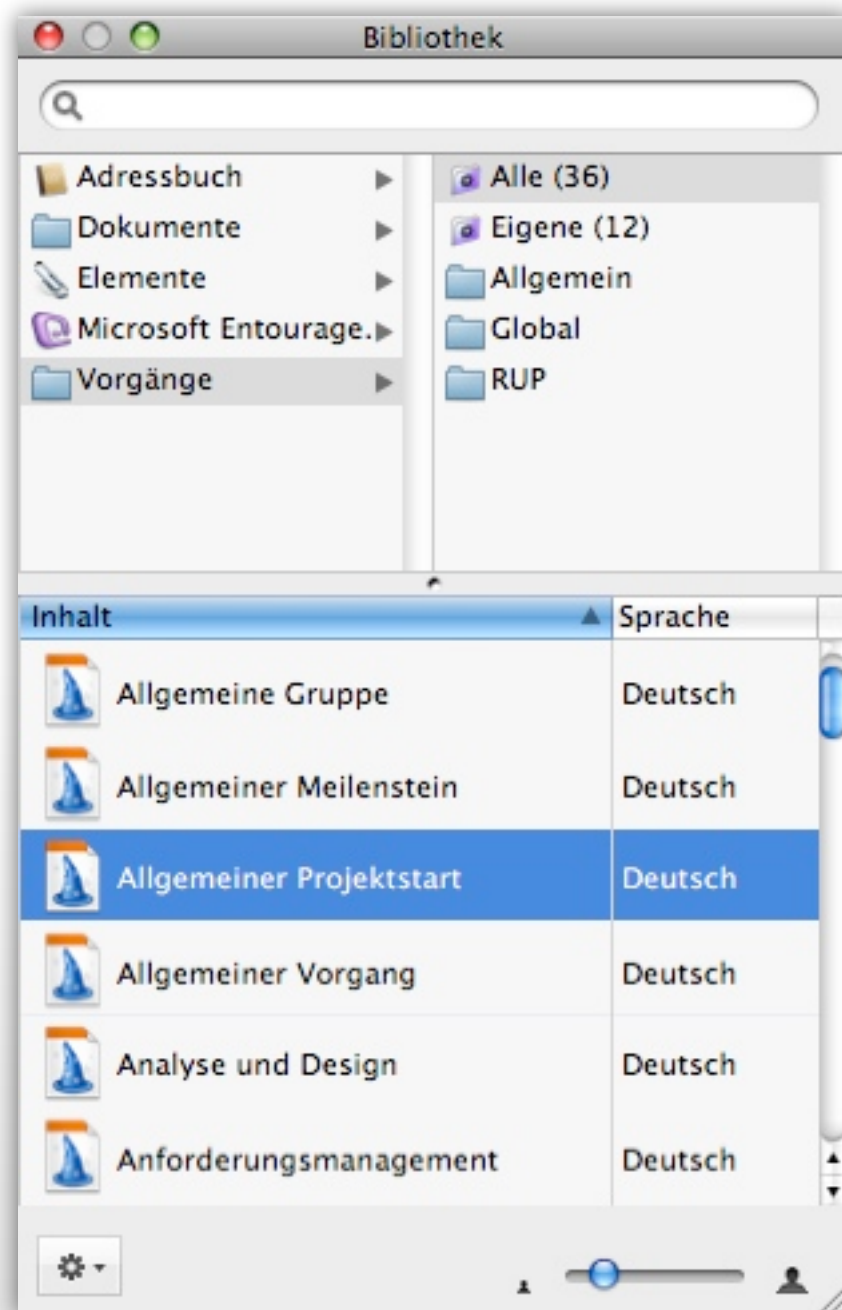 Bibliothek
Adressbuch
Dokumente
Elemente
Microsoft Entourage.
Vorgänge
Alle (36)
Eigene (12)
Allgemein
Global
RUP
Inhalt Sprache
Allgemeine Gruppe Deutsch
Allgemeiner Meilenstein Deutsch
Allgemeiner Projektstart Deutsch
Allgemeiner Vorgang Deutsch
Analyse und Design Deutsch
Anforderungsmanagement Deutsch